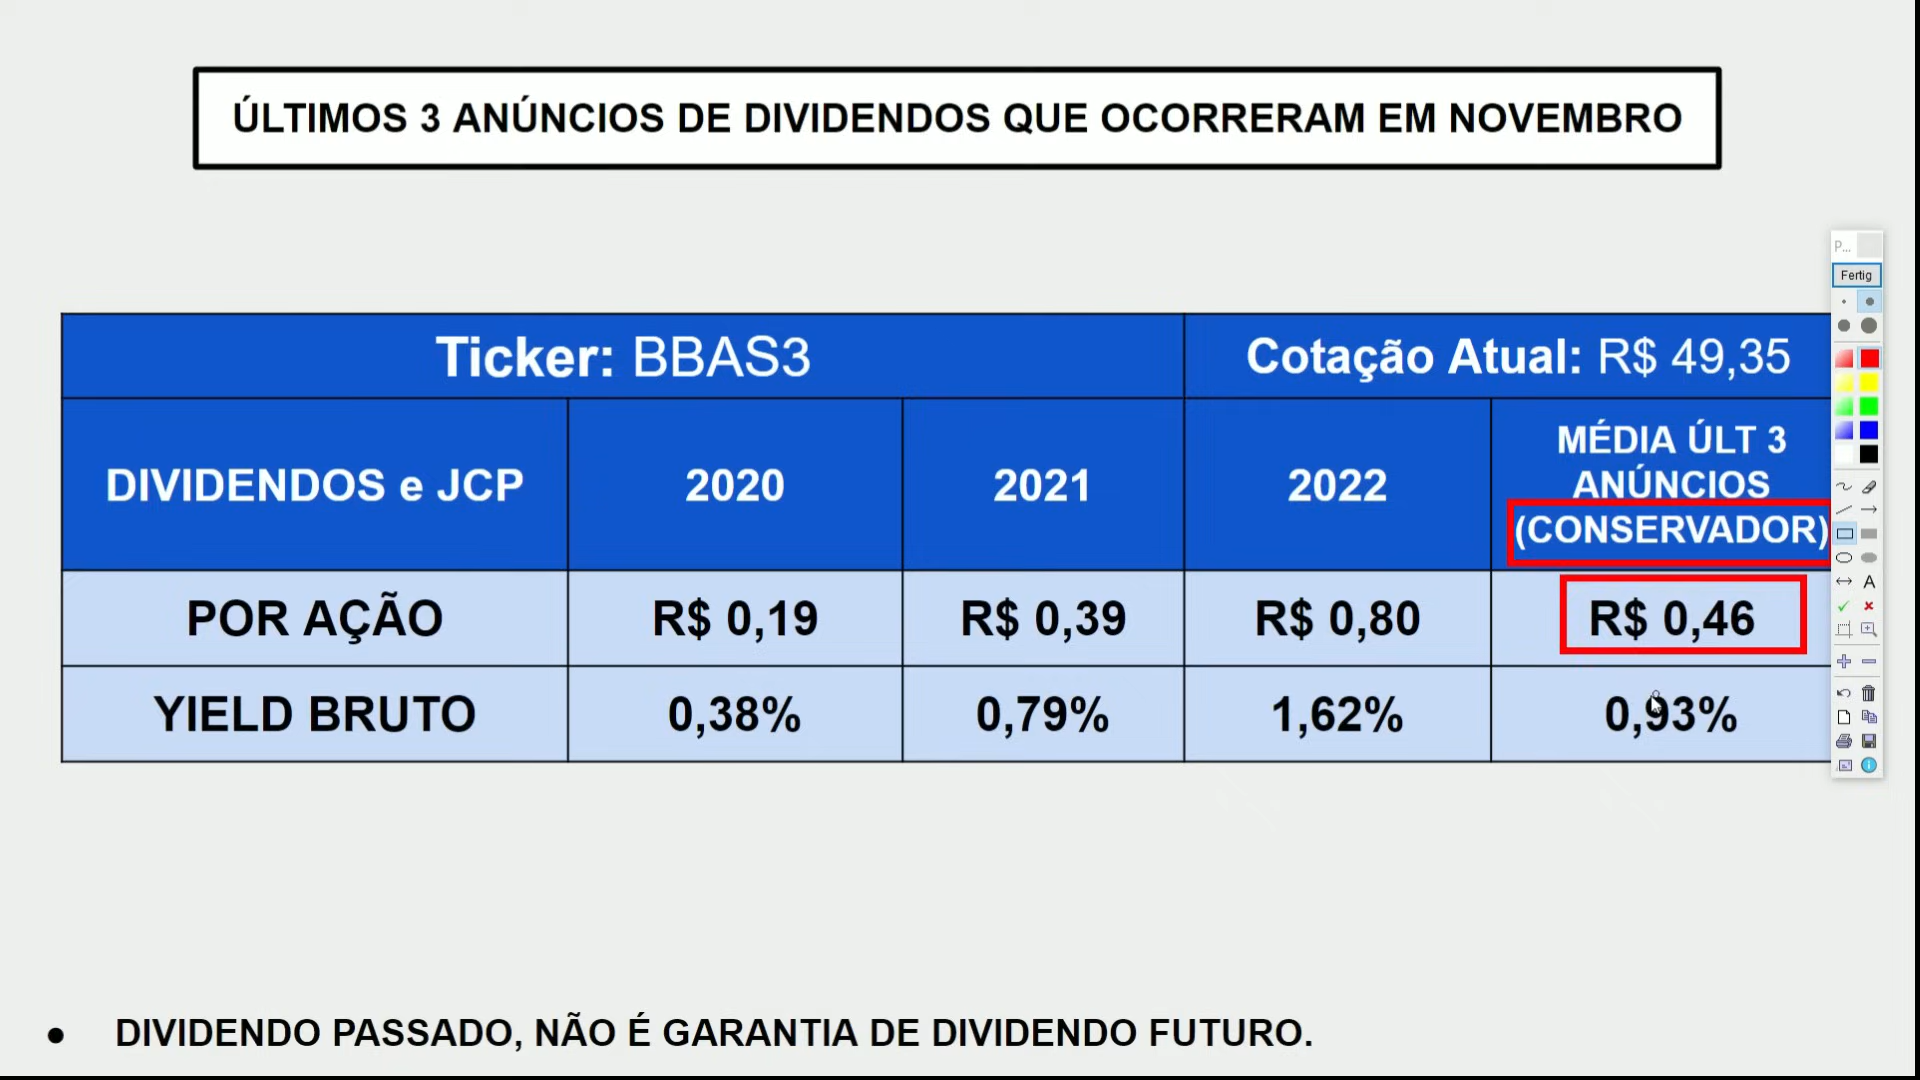 ÚLTIMOS 3 ANÚNCIOS DE DIVIDENDOS QUE OCORRERAM EM NOVEMBRO
P...
Fertig
Ticker: BBAS3
Cotação Atual: R$ 49,35
DIVIDENDOS e JCP
2020
2021
2022
MÉDIA ÚLT 3
ANÚNCIOS
(CONSERVADOR)
POR AÇÃO
R$ 0,19
R$ 0,39
R$ 0,80
R$ 0,46
YIELD BRUTO
0,38%
0,79%
1,62%
0,93%
A
• DIVIDENDO PASSADO, NÃO É GARANTIA DE DIVIDENDO FUTURO.